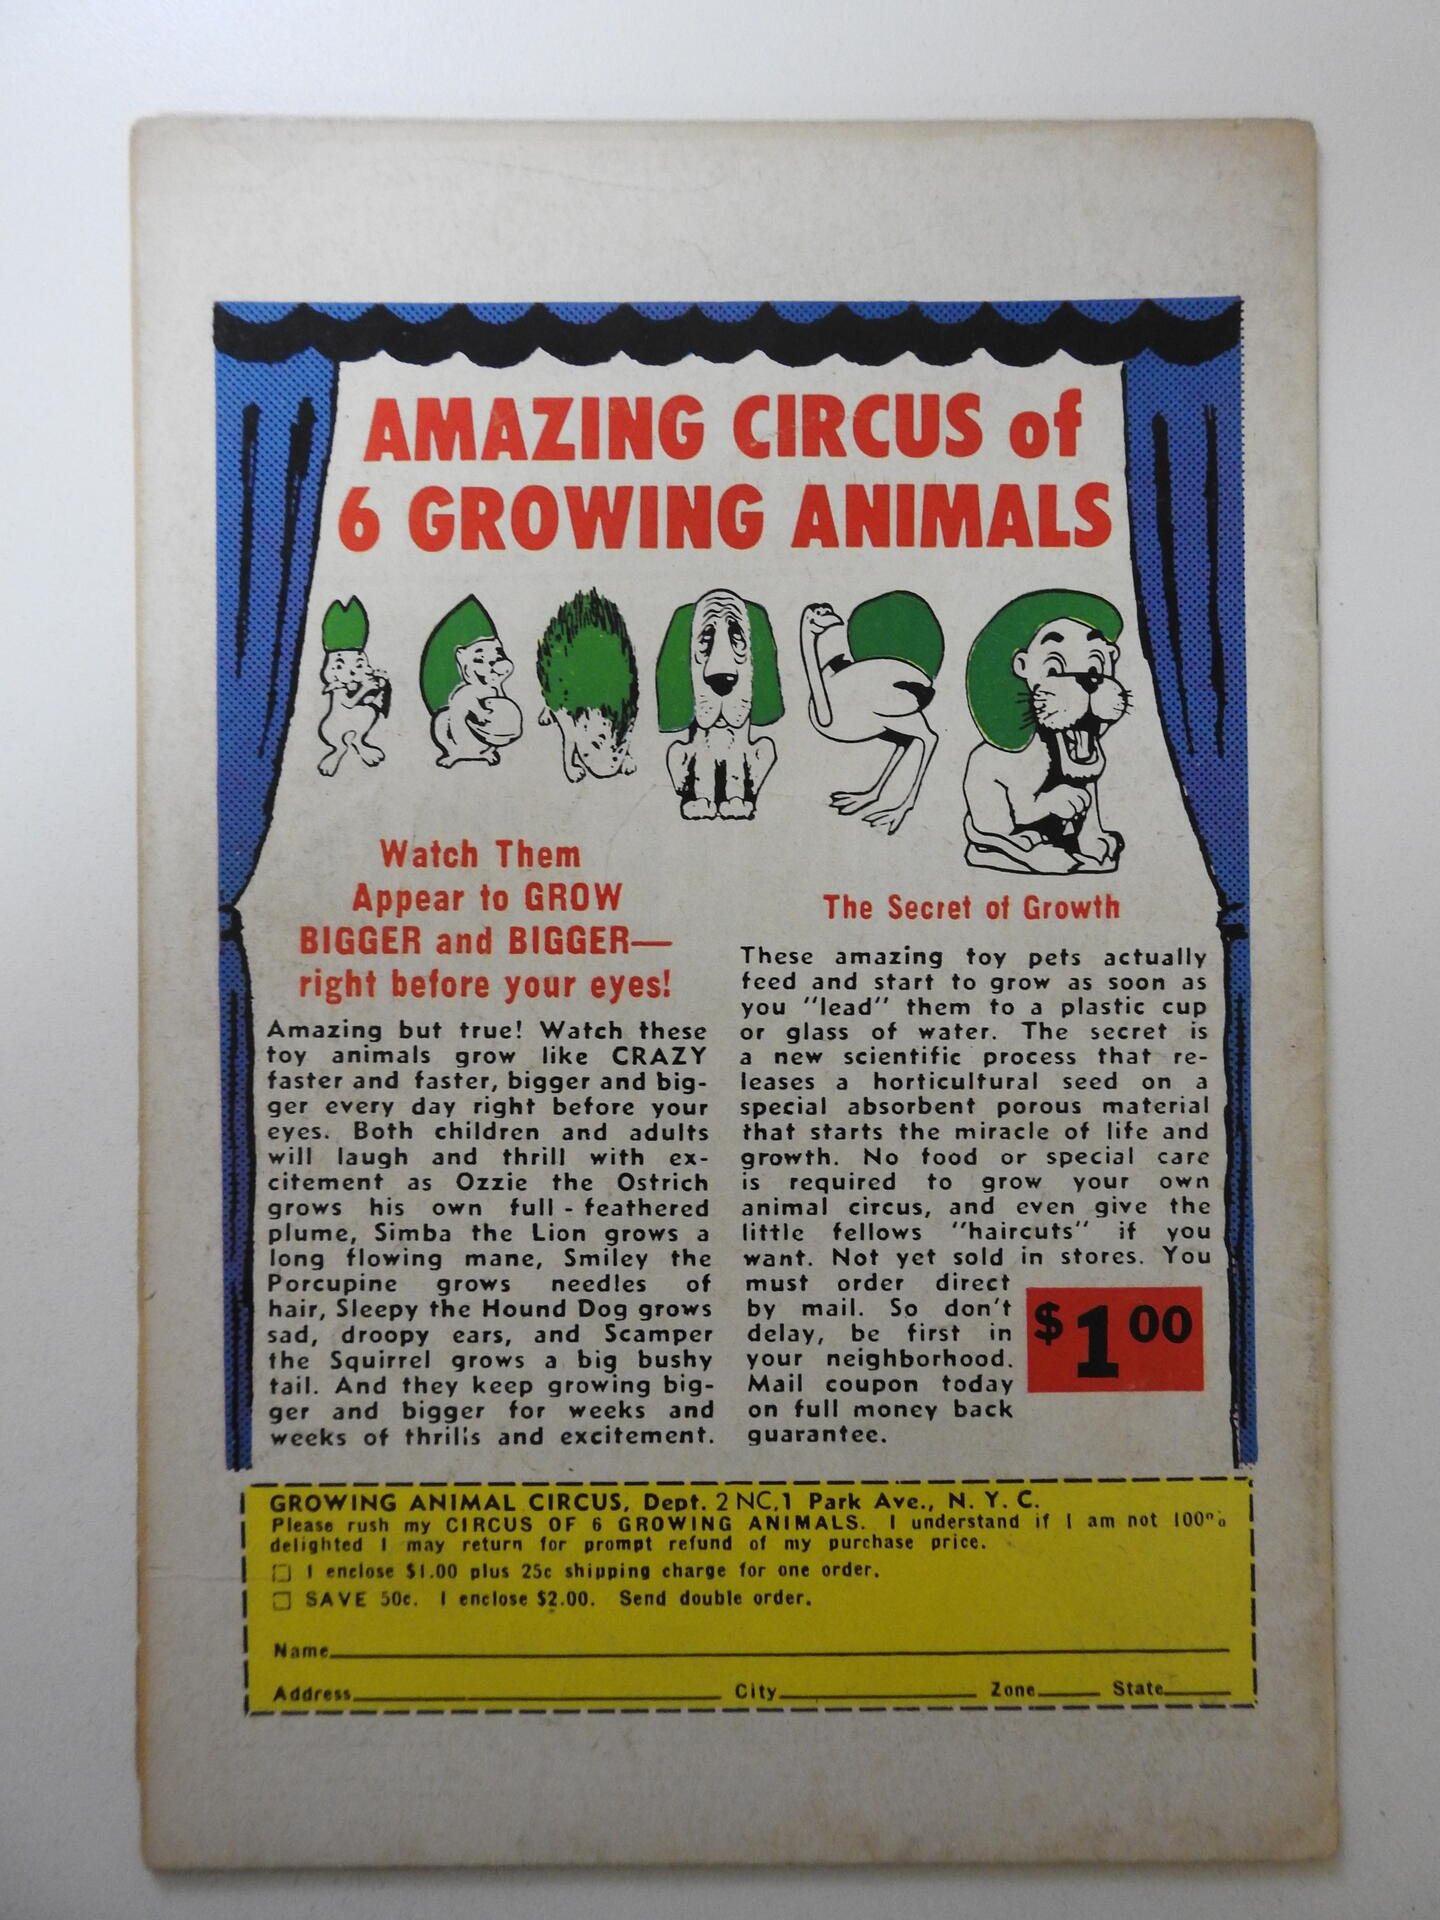 AMAZING CIRCUS of
6 GROWING ANIMALS
Watch Them
Appear to GROW
BIGGER and BIGGER—
right before your eyes!
Amazing but true! Watch these
toy animals grow like CRAZY
faster and faster, bigger and big-
ger every day right before your
eyes. Both children and adults
will laugh and thrill with ex-
citement as Ozzie the Ostrich
grows his own full - feathered
plume, Simba the Lion grows a
long flowing mane, Smiley the
Porcupine grows needles of
hair, Sleepy the Hound Dog grows
sad, droopy ears, and Scamper
the Squirrel grows a big bushy
tail. And they keep growing big-
ger and bigger for weeks and
weeks of thrills and excitement.
The Secret of Growth
These amazing toy pets actually
feed and start to grow as soon as
you "lead" them to a plastic cup
or glass of water. The secret is
a new scientific process that re-
leases a horticultural seed on a
special absorbent porous material
that starts the miracle of life and
growth. No food or special care
is required to grow your own
animal circus, and even give the
little fellows "haircuts" if you
want. Not yet sold in stores. You
must order direct
by mail. So don't
delay, be first in
your neighborhood.
Mail coupon today
on full money back
guarantee.
$1 00
GROWING ANIMAL CIRCUS, Dept. 2 NC, 1 Park Ave., N. Y. C.
Please rush my CIRCUS OF 6 GROWING ANIMALS. I understand if I am not 100%
delighted I may return for prompt refund of my purchase price.
☐ I enclose $1.00 plus 25c shipping charge for one order.
☐ SAVE 50c. I enclose $2.00. Send double order.
Name
Address City Zone State